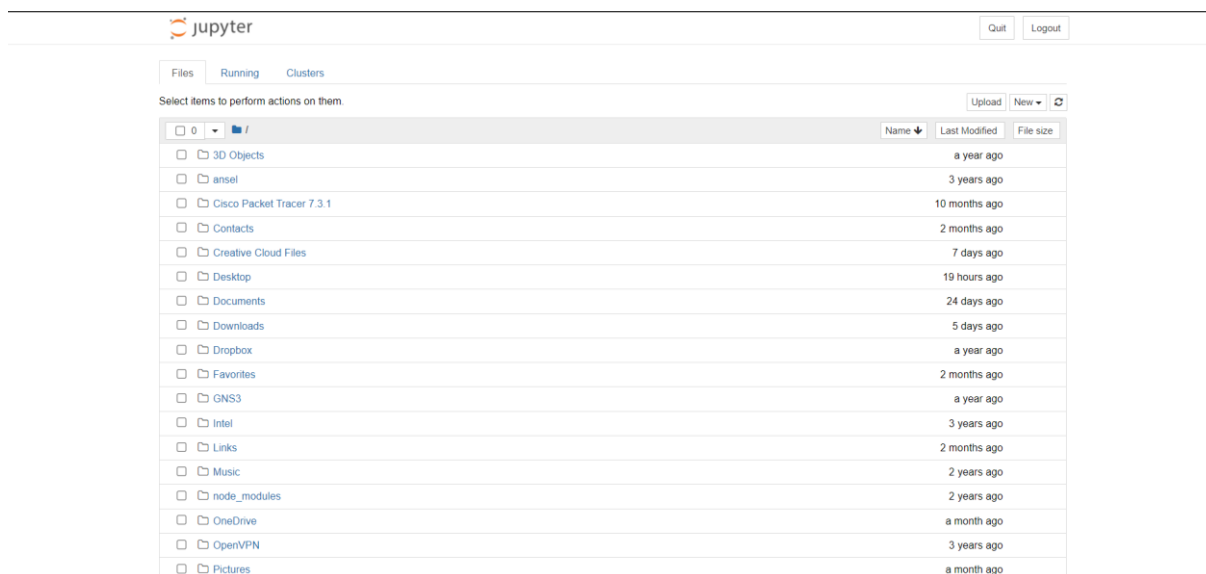 jupyter Quit Logout
Files Running Clusters
Select items to perform actions on them. Upload New
0 / Name Last Modified File size
3D Objects a year ago
ansel 3 years ago
Cisco Packet Tracer 7.3.1 10 months ago
Contacts 2 months ago
Creative Cloud Files 7 days ago
Desktop 19 hours ago
Documents 24 days ago
Downloads 5 days ago
Dropbox a year ago
Favorites 2 months ago
GNS3 a year ago
Intel 3 years ago
Links 2 months ago
Music 2 years ago
node_modules 2 years ago
OneDrive a month ago
OpenVPN 3 years ago
Pictures a month ago